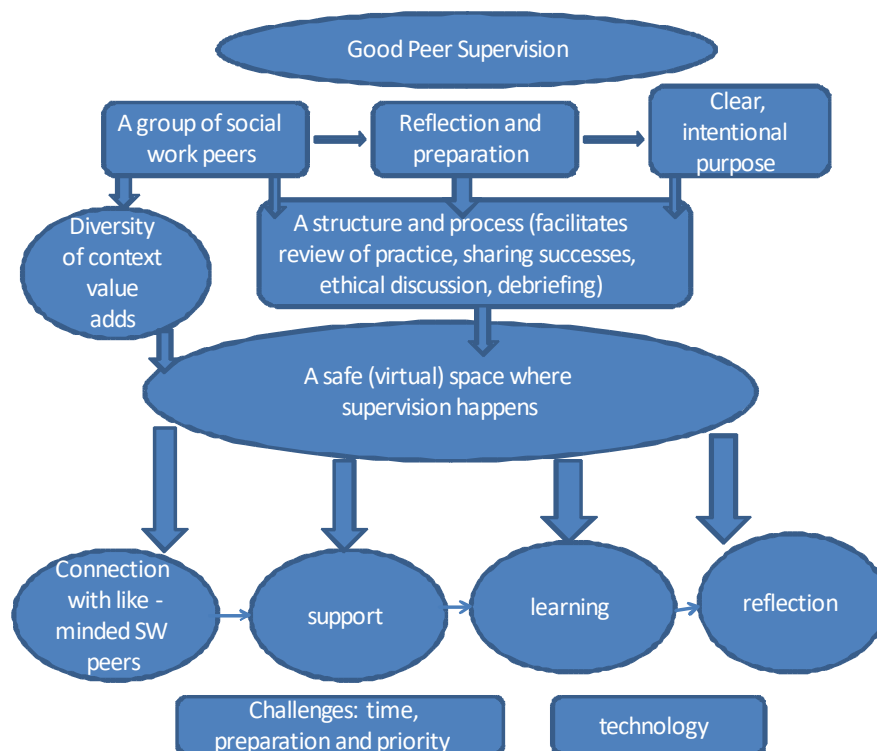 Good Peer Supervision
A group of social
work peers
Reflection and
preparation
Clear,
intentional
purpose
Diversity
of context
value
adds
A structure and process (facilitates
review of practice, sharing successes,
ethical discussion, debriefing)
A safe (virtual) space where
supervision happens
Connection
with like -
minded SW
peers
support
learning
reflection
Challenges: time,
preparation and priority
technology